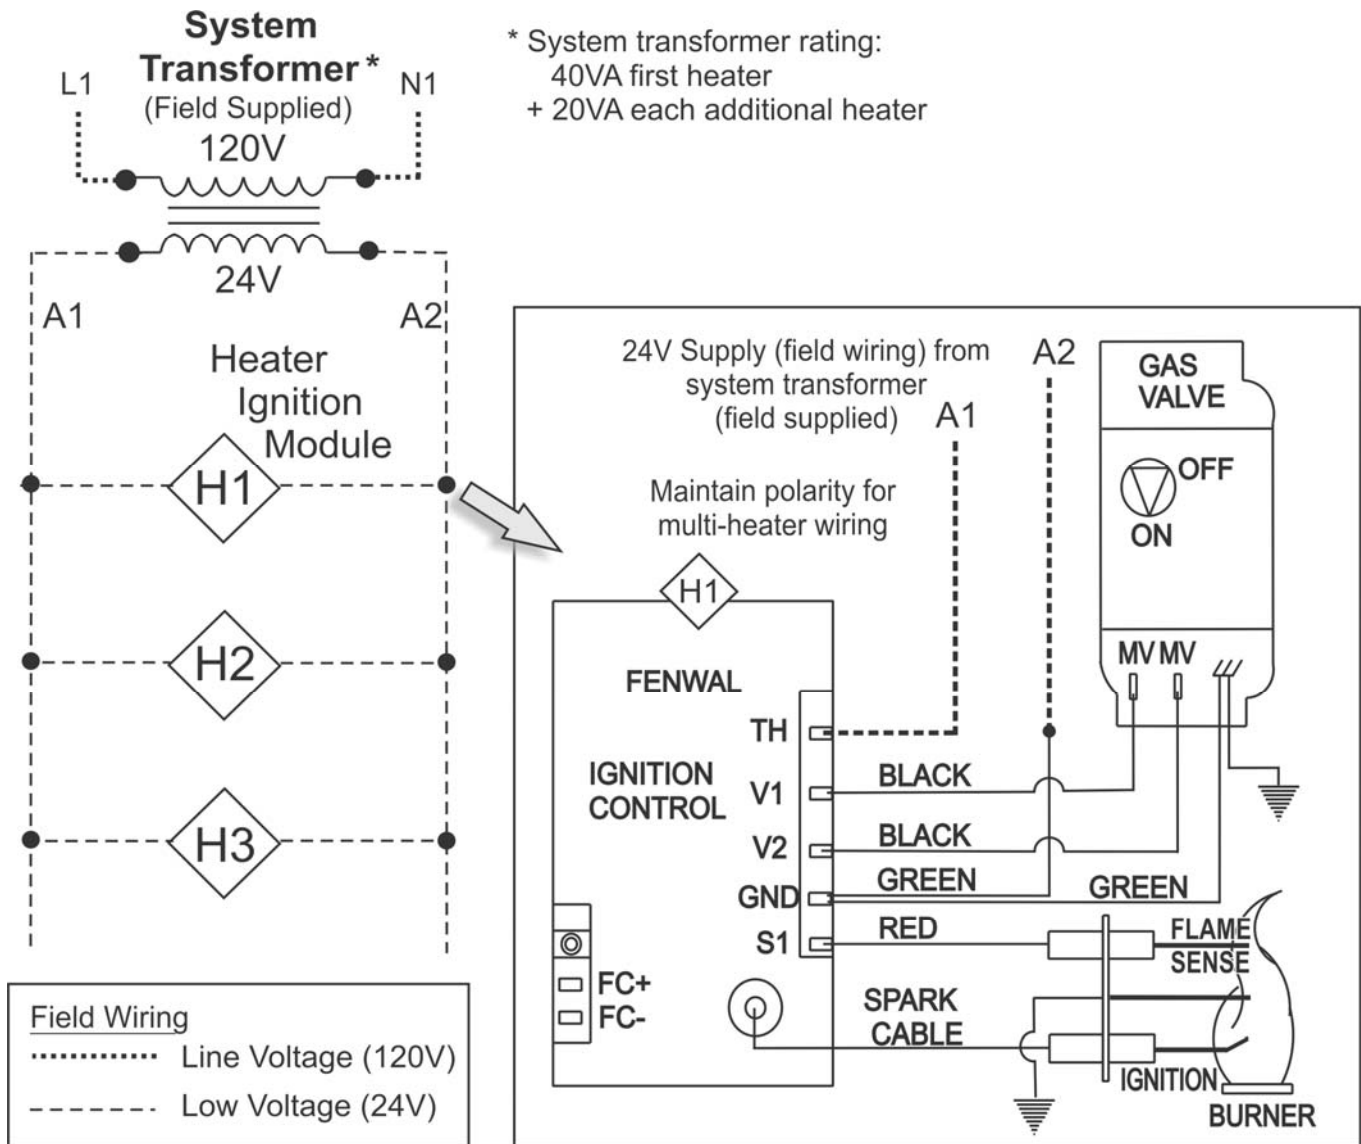 System
Transformer *
(Field Supplied)
L1
N1
120V
* System transformer rating:
40VA first heater
+ 20VA each additional heater
24V
A1
A2
Heater
Ignition
Module
H1
H2
H3
Field Wiring
Line Voltage (120V)
Low Voltage (24V)
24V Supply (field wiring) from
system transformer
(field supplied)
A1
A2
Maintain polarity for
multi-heater wiring
H1
FENWAL
IGNITION
CONTROL
TH
V1
V2
GND
S1
FC+
FC-
BLACK
BLACK
GREEN
GREEN
RED
SPARK
CABLE
GAS
VALVE
OFF
ON
MV MV
FLAME
SENSE
IGNITION
BURNER